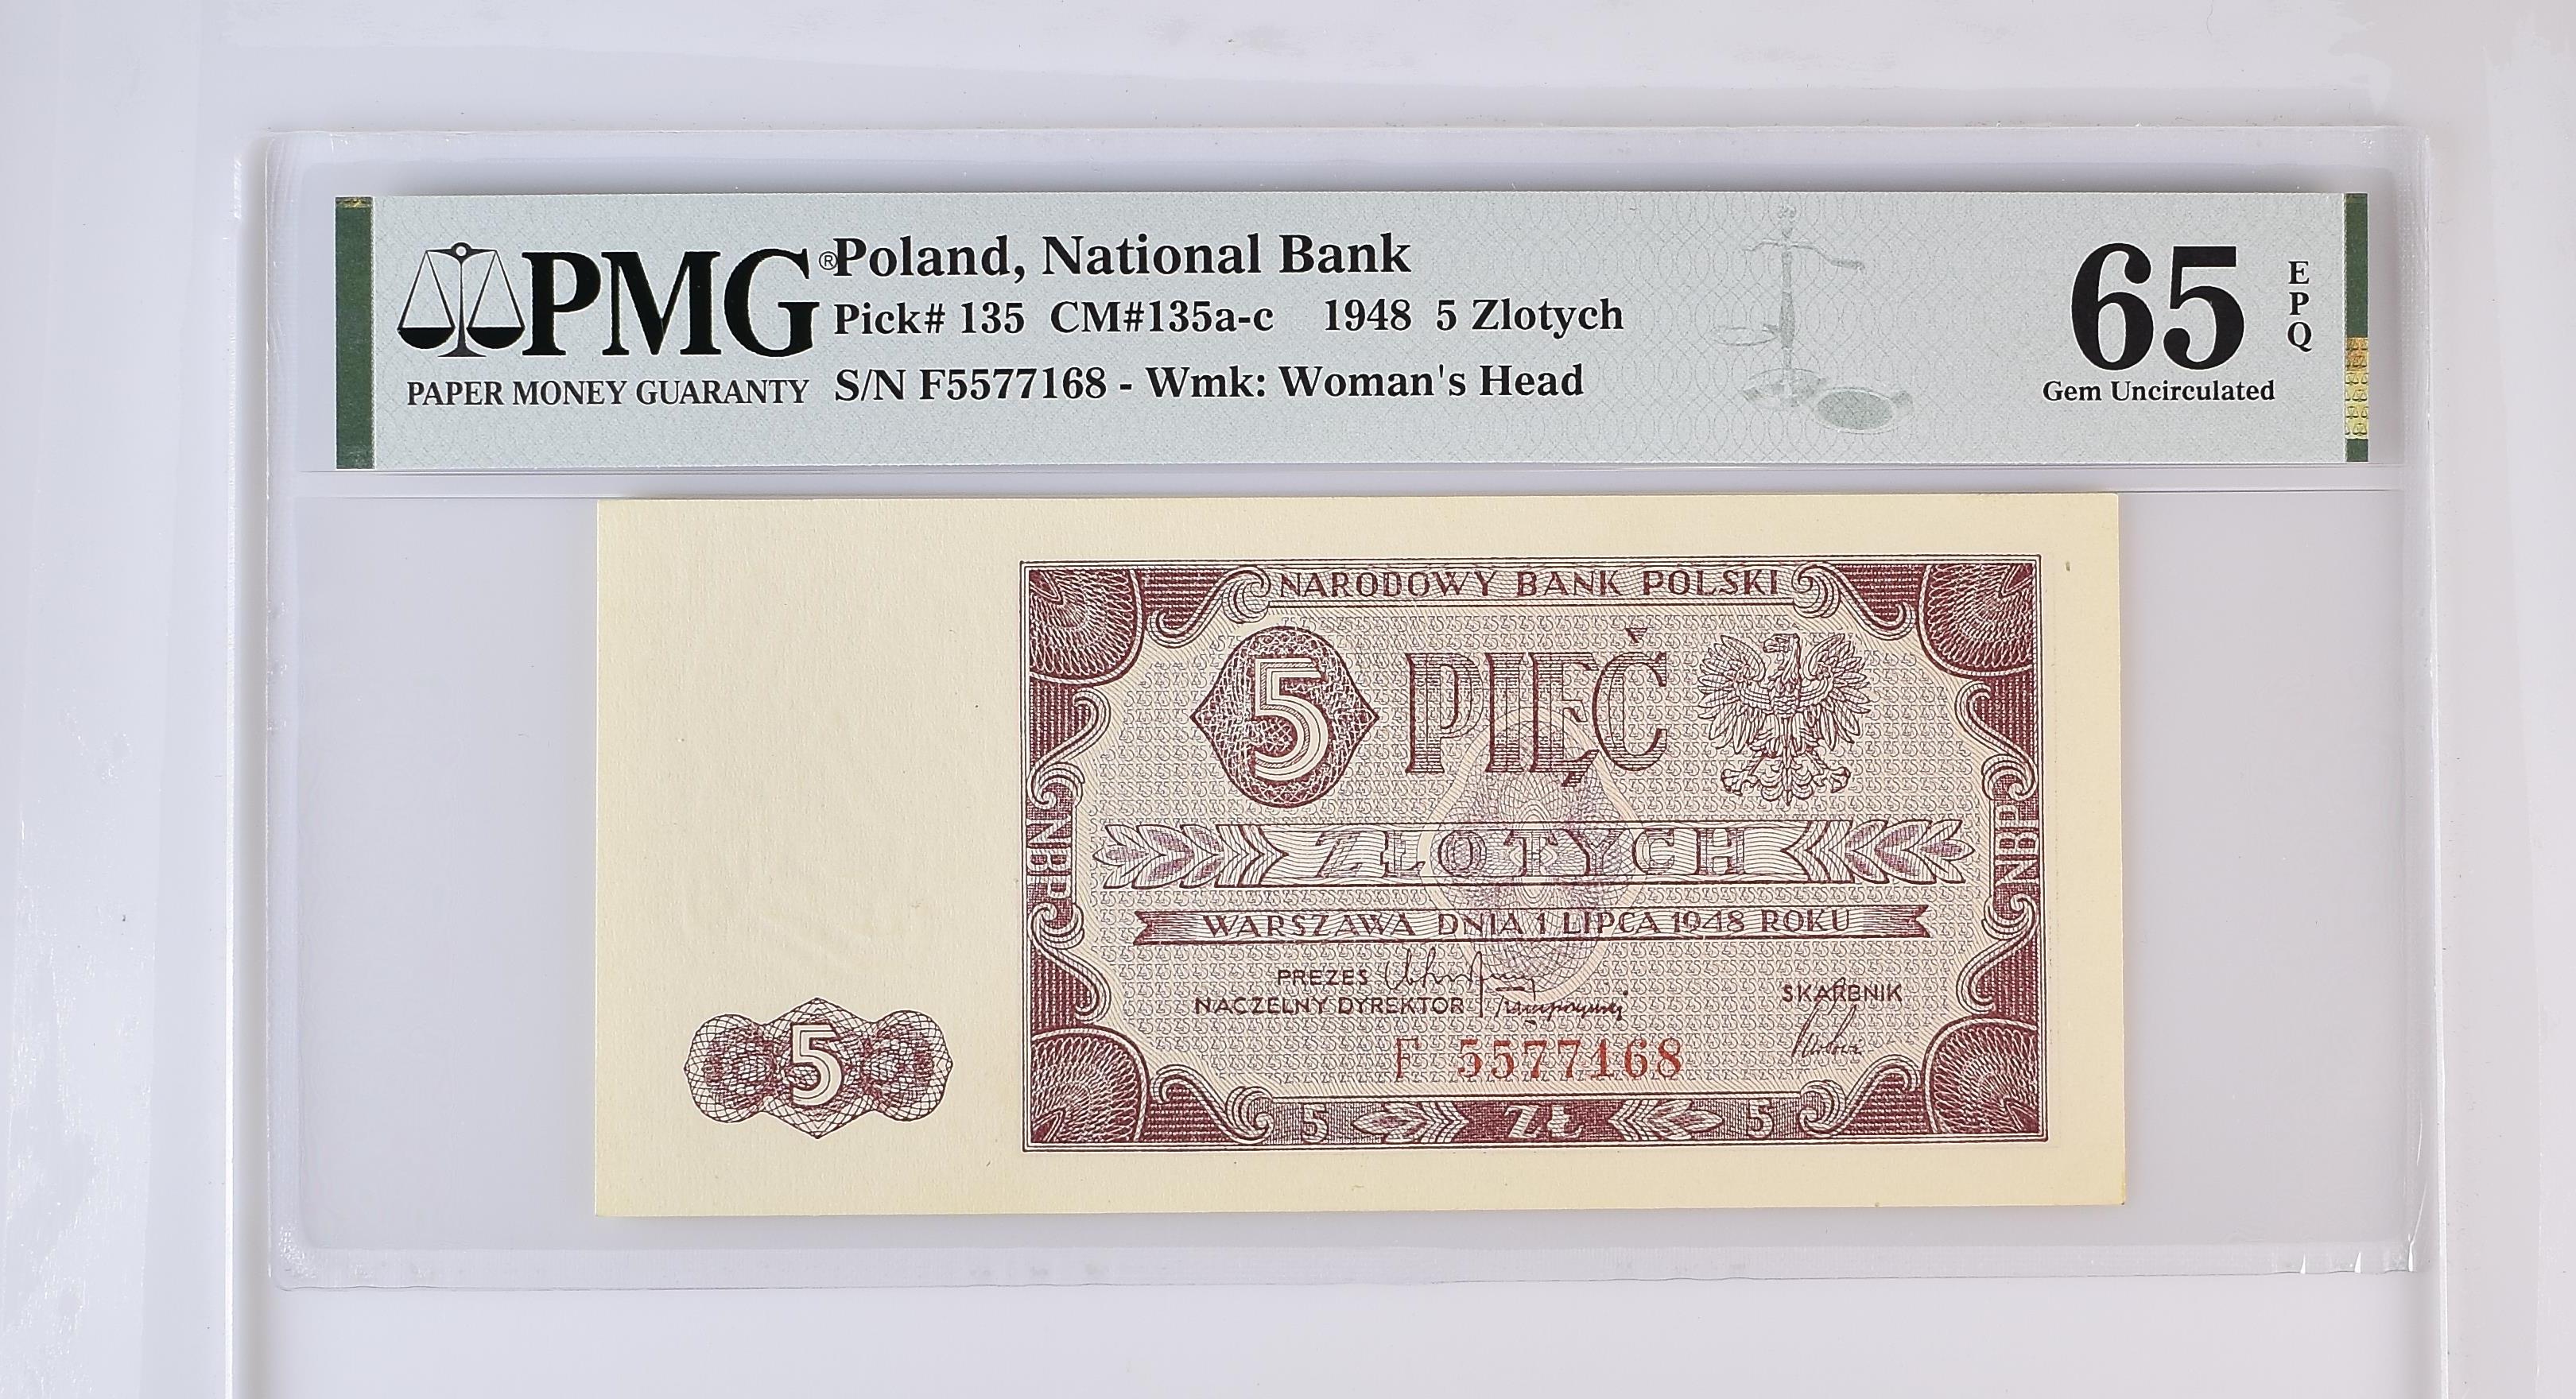 PMG®
PAPER MONEY GUARANTY
Poland, National Bank
Pick# 135 CM#135a-c 1948 5 Zlotych
S/N F5577168 - Wmk: Woman's Head
65
EPQ
Gem Uncirculated
NARODOWY BANK POLSKI
5 PIĘĆ
ZŁOTYCH
WARSZAWA DNIA 1 LIPCA 1948 ROKU
PREZES
NACZELNY DYREKTOR
SKARBNIK
F 5577168
5 ZŁ 5
NBP
NBP
5